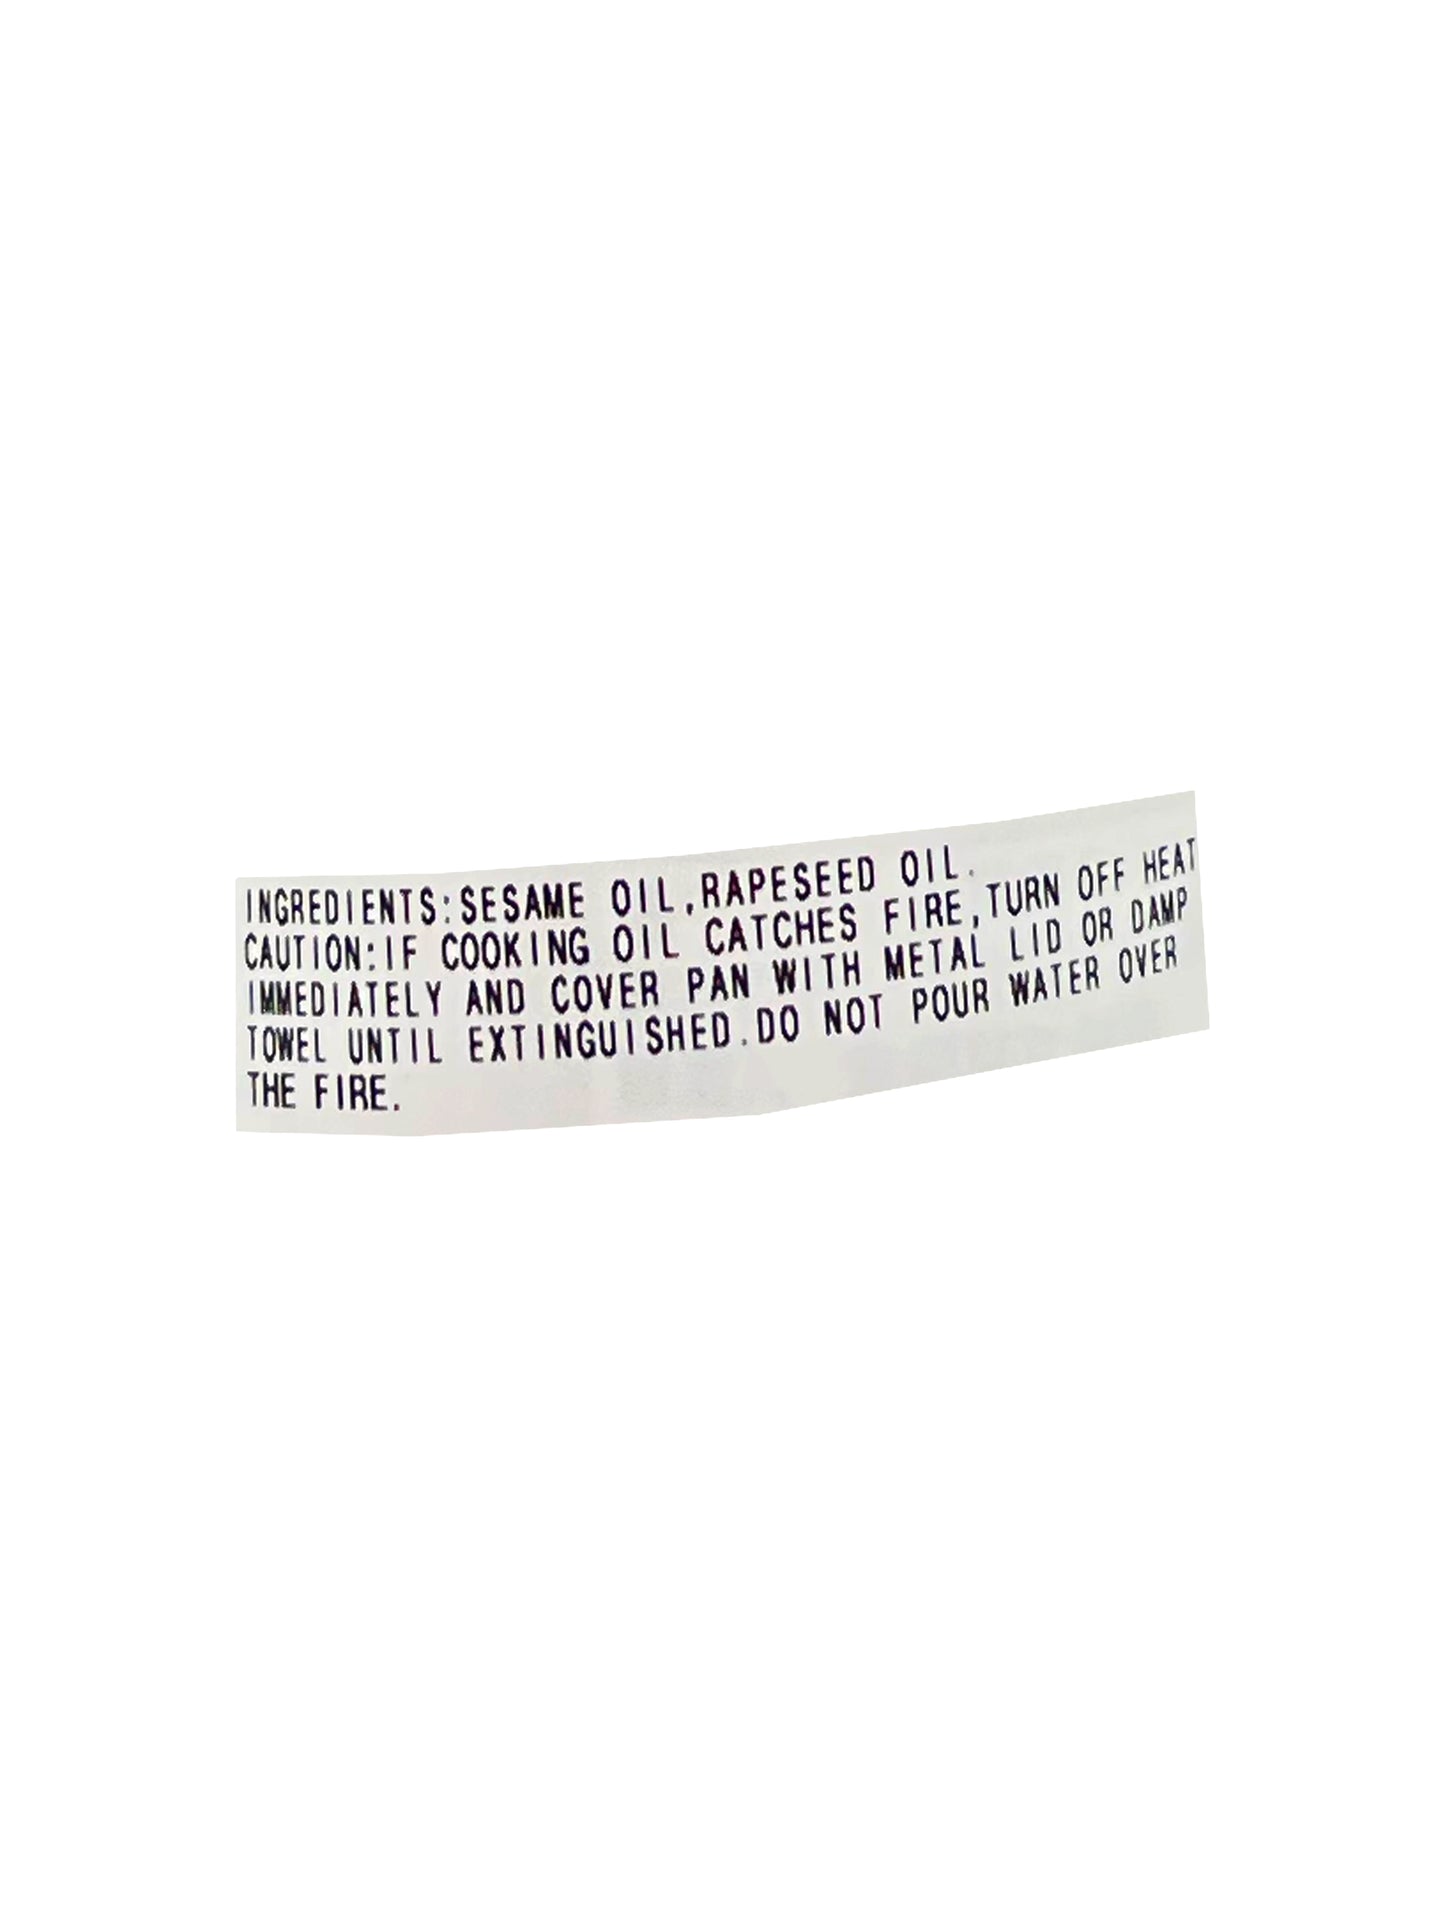 INGREDIENTS:SESAME OIL,RAPESEED OIL.
CAUTION:IF COOKING OIL CATCHES FIRE,TURN OFF HEAT
IMMEDIATELY AND COVER PAN WITH METAL LID OR DAMP
TOWEL UNTIL EXTINGUISHED.DO NOT POUR WATER OVER
THE FIRE.